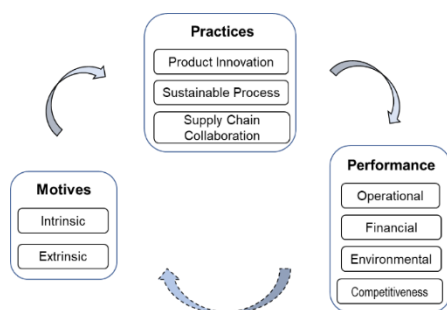 Practices
Product Innovation
Sustainable Process
Supply Chain
Collaboration
Motives
Intrinsic
Extrinsic
Performance
Operational
Financial
Environmental
Competitiveness